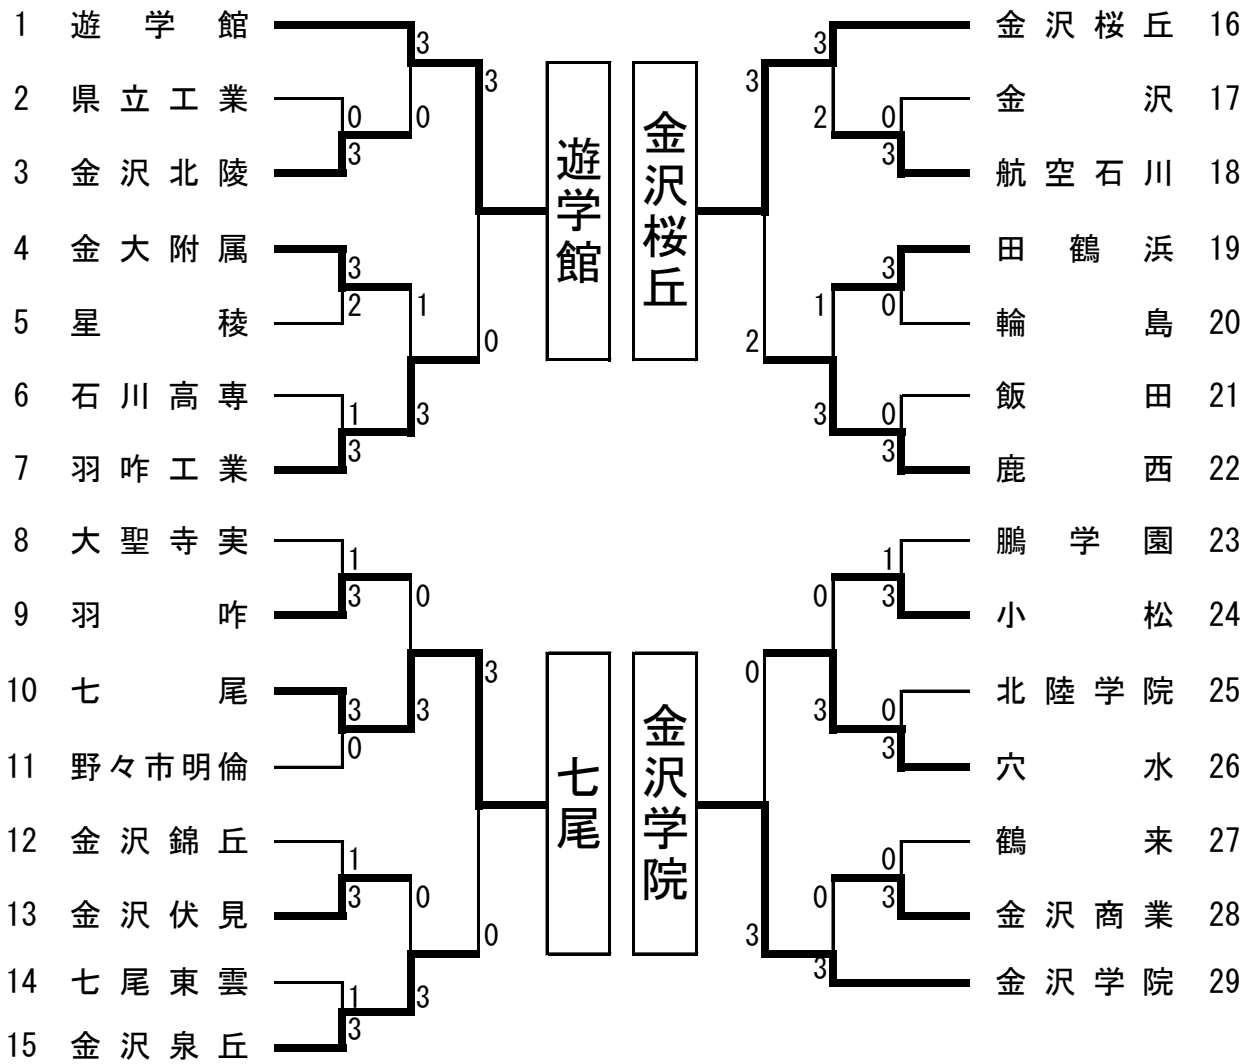 1 遊学館
2 県立工業
3 金沢北陵
4 金大附属
5 星稜
6 石川高専
7 羽咋工業
8 大聖寺実
9 羽咋
10 七尾
11 野々市明倫
12 金沢錦丘
13 金沢伏見
14 七尾東雲
15 金沢泉丘
3
0
0
3
3
2
1
1
3
3
1
3
0
3
0
3
1
3
0
3
1
3
3
0
3
0
3
0
遊学館
七尾
金沢桜丘
金沢学院
3
2
0
3
3
3
0
1
0
3
3
2
1
3
0
0
3
3
0
0
3
0
0
3
3
3
金沢桜丘 16
金沢 17
航空石川 18
田鶴浜 19
輪島 20
飯田 21
鹿西 22
鵬学園 23
小松 24
北陸学院 25
穴水 26
鶴来 27
金沢商業 28
金沢学院 29